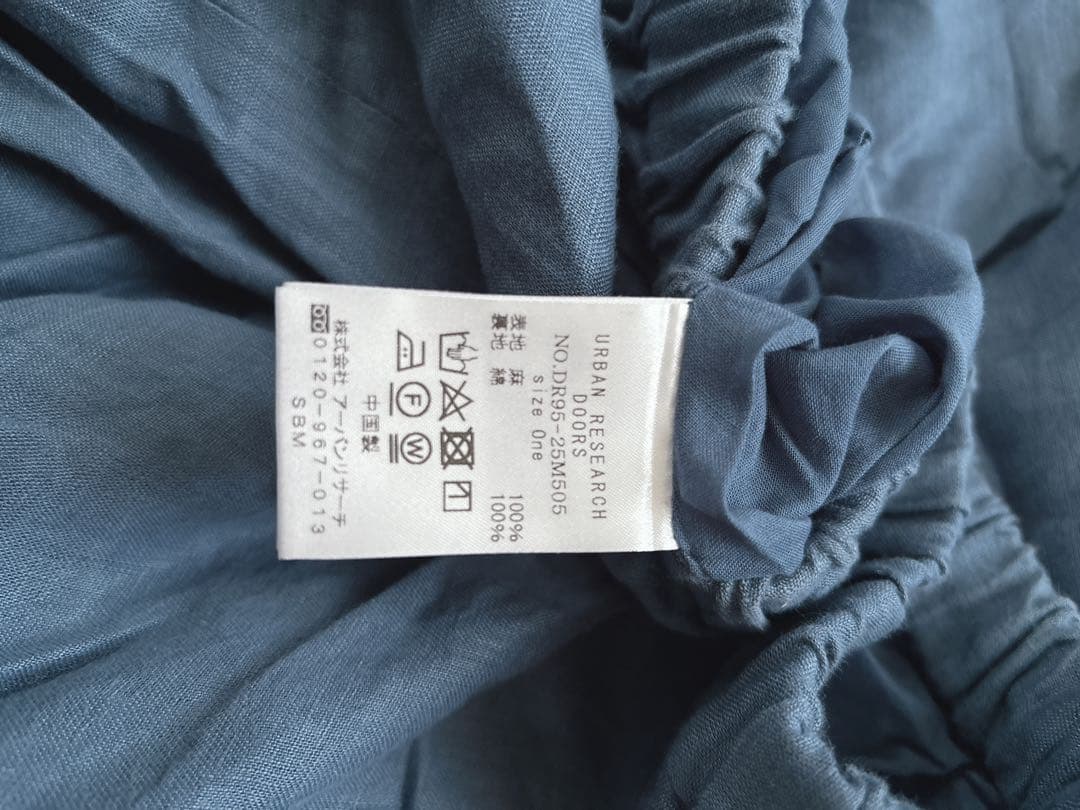 URBAN RESEARCH
DOORS
NO.DR95-25M505
size One
表地 麻 100%
裏地 綿 100%
F W
中国製
株式会社 アーバンリサーチ
0120-967-013
SBM